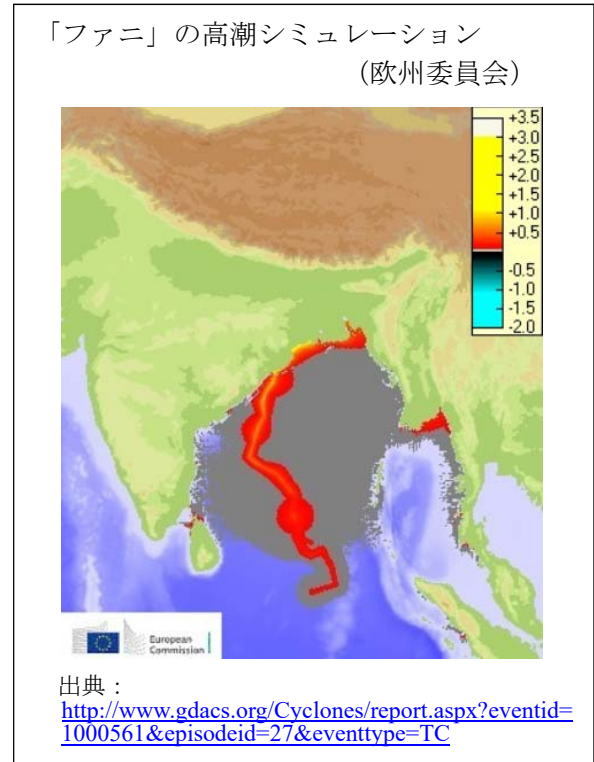 「ファニ」の高潮シミュレーション
（欧州委員会）
+3.5
+3.0
+2.5
+2.0
+1.5
+1.0
+0.5
-0.5
-1.0
-1.5
-2.0
European
Commission
出典：
http://www.gdacs.org/Cyclones/report.aspx?eventid=
1000561&episodeid=27&eventtype=TC